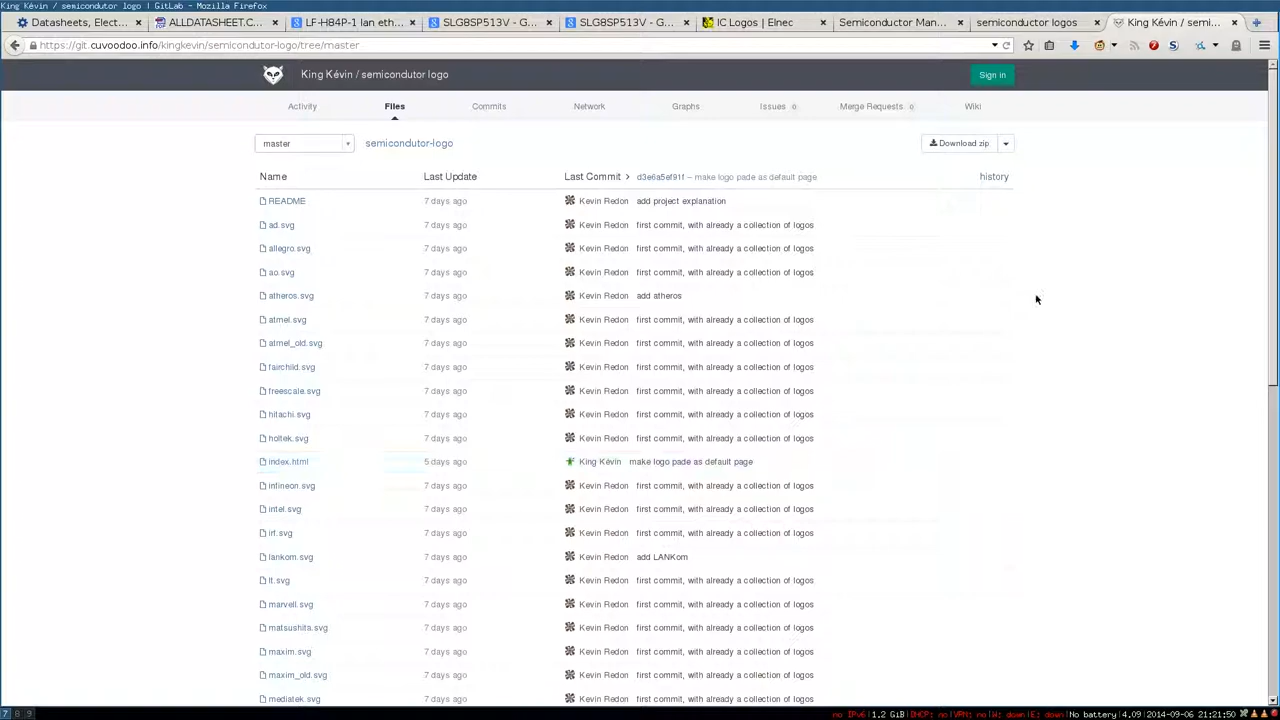 King Kévin / semicondutor logo | GitLab - Mozilla Firefox
Datasheets, Elect... × ALLDATASHEET.C... × LF-H84P-1 lan eth... × SLG8SP513V - G... × SLG8SP513V - G... × IC Logos | Elnec × Semiconductor Man... × semiconductor logos × King Kévin / semi... ×
https://git.cuvoodoo.info/kingkevin/semicondutor-logo/tree/master
King Kévin / semicondutor logo Sign in
Activity Files Commits Network Graphs Issues 0 Merge Requests 0 Wiki
master semicondutor-logo Download zip
Name Last Update Last Commit > d3e6a5ef91f – make logo pade as default page history
README 7 days ago Kevin Redon add project explanation
ad.svg 7 days ago Kevin Redon first commit, with already a collection of logos
allegro.svg 7 days ago Kevin Redon first commit, with already a collection of logos
ao.svg 7 days ago Kevin Redon first commit, with already a collection of logos
atheros.svg 7 days ago Kevin Redon add atheros
atmel.svg 7 days ago Kevin Redon first commit, with already a collection of logos
atmel_old.svg 7 days ago Kevin Redon first commit, with already a collection of logos
fairchild.svg 7 days ago Kevin Redon first commit, with already a collection of logos
freescale.svg 7 days ago Kevin Redon first commit, with already a collection of logos
hitachi.svg 7 days ago Kevin Redon first commit, with already a collection of logos
holtek.svg 7 days ago Kevin Redon first commit, with already a collection of logos
index.html 5 days ago King Kévin make logo pade as default page
infineon.svg 7 days ago Kevin Redon first commit, with already a collection of logos
intel.svg 7 days ago Kevin Redon first commit, with already a collection of logos
irf.svg 7 days ago Kevin Redon first commit, with already a collection of logos
lankom.svg 7 days ago Kevin Redon add LANKom
lt.svg 7 days ago Kevin Redon first commit, with already a collection of logos
marvell.svg 7 days ago Kevin Redon first commit, with already a collection of logos
matsushita.svg 7 days ago Kevin Redon first commit, with already a collection of logos
maxim.svg 7 days ago Kevin Redon first commit, with already a collection of logos
maxim_old.svg 7 days ago Kevin Redon first commit, with already a collection of logos
mediatek.svg 7 days ago Kevin Redon first commit, with already a collection of logos
7 8 9 no IPv6|1.2 GiB|DHCP: no|VPN: no|W: down|E: down|No battery|4.09|2014-09-06 21:21:50